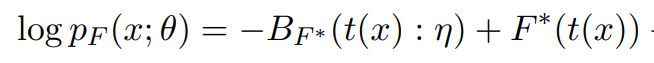 log p_F(x; θ) = −B_{F*}(t(x) : η) + F*(t(x))